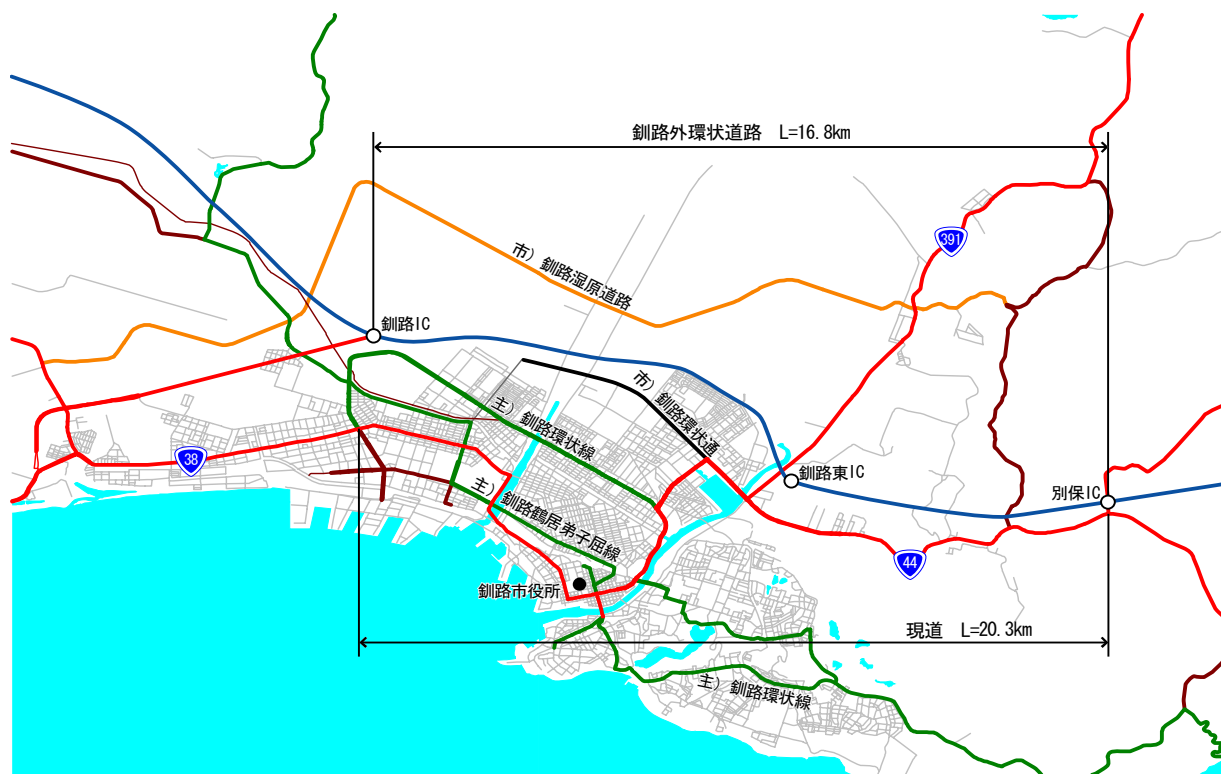 釧路外環状道路　L=16.8km
391
市）釧路湿原道路
釧路IC
市）釧路環状通
主）釧路環状線
38
釧路東IC
主）釧路鶴居弟子屈線
別保IC
44
釧路市役所
現道　L=20.3km
主）釧路環状線